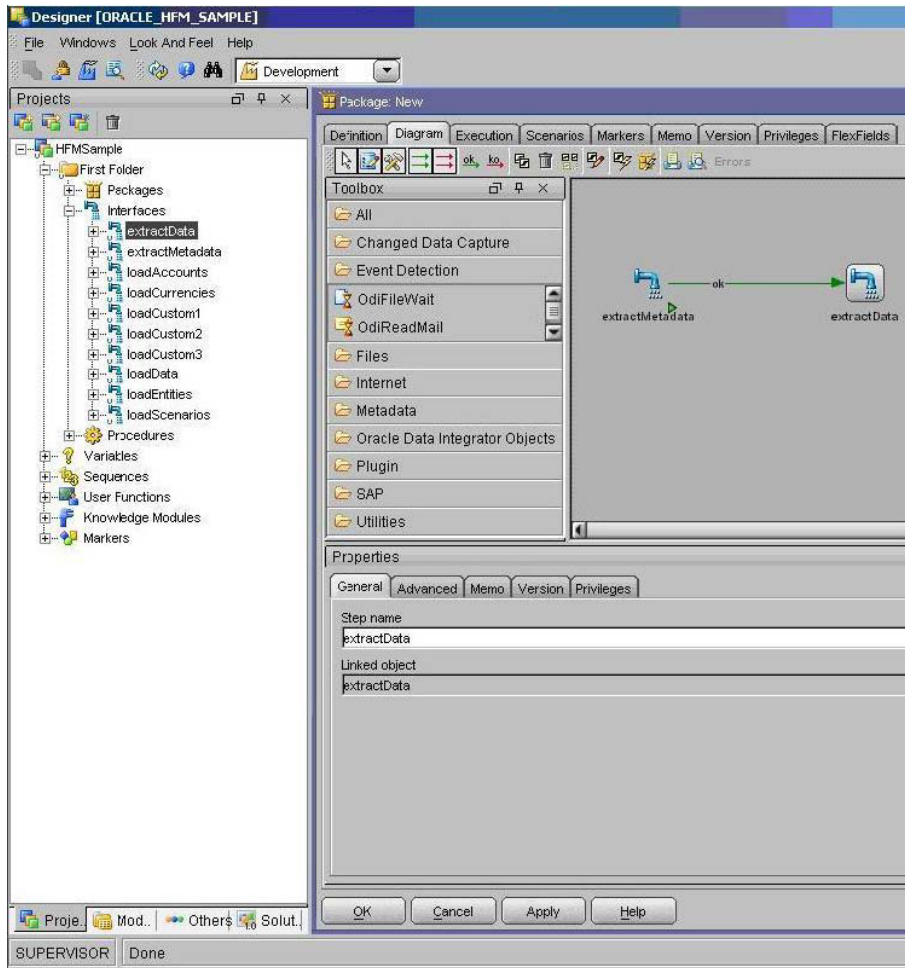 Designer [ORACLE_HFM_SAMPLE]
File Windows Look And Feel Help
Development
Projects
HFMSample
First Folder
Packages
Interfaces
extractData
extractMetadata
loadAccounts
loadCurrencies
loadCustom1
loadCustom2
loadCustom3
loadData
loadEntities
loadScenarios
Procedures
Variables
Sequences
User Functions
Knowledge Modules
Markers
Proje.. Mod.. Others Solut..
Package: New
Definition Diagram Execution Scenarios Markers Memo Version Privileges FlexFields
ok ko Errors
Toolbox
All
Changed Data Capture
Event Detection
OdiFileWait
OdiReadMail
Files
Internet
Metadata
Oracle Data Integrator Objects
Plugin
SAP
Utilities
ok
extractMetadata extractData
Properties
General Advanced Memo Version Privileges
Step name
extractData
Linked object
extractData
OK Cancel Apply Help
SUPERVISOR Done